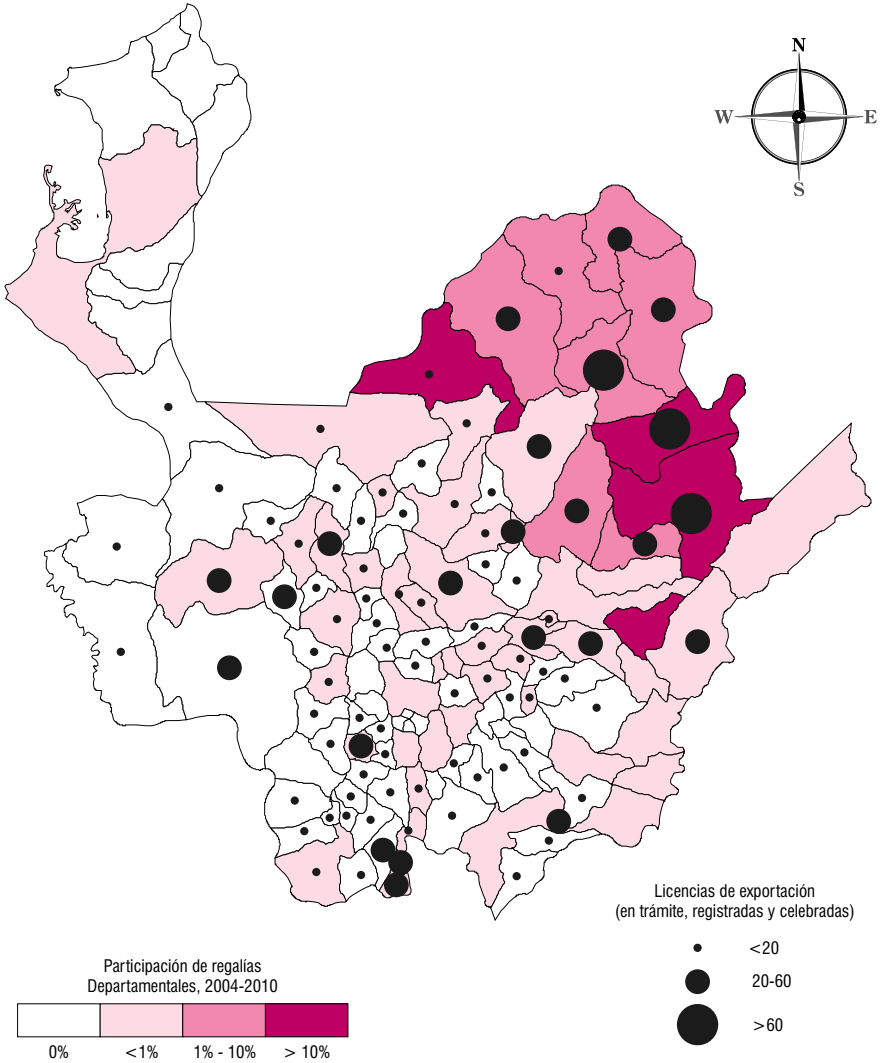 N
W E
S
Licencias de exportación
(en trámite, registradas y celebradas)
<20
20-60
>60
Participación de regalías
Departamentales, 2004-2010
0% <1% 1% - 10% > 10%